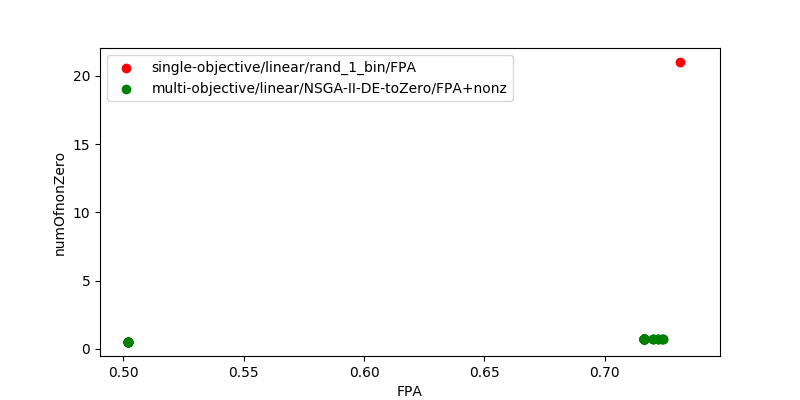 single-objective/linear/rand_1_bin/FPA
multi-objective/linear/NSGA-II-DE-toZero/FPA+nonz
numOfnonZero
20
15
10
5
0
0.50 0.55 0.60 0.65 0.70
FPA